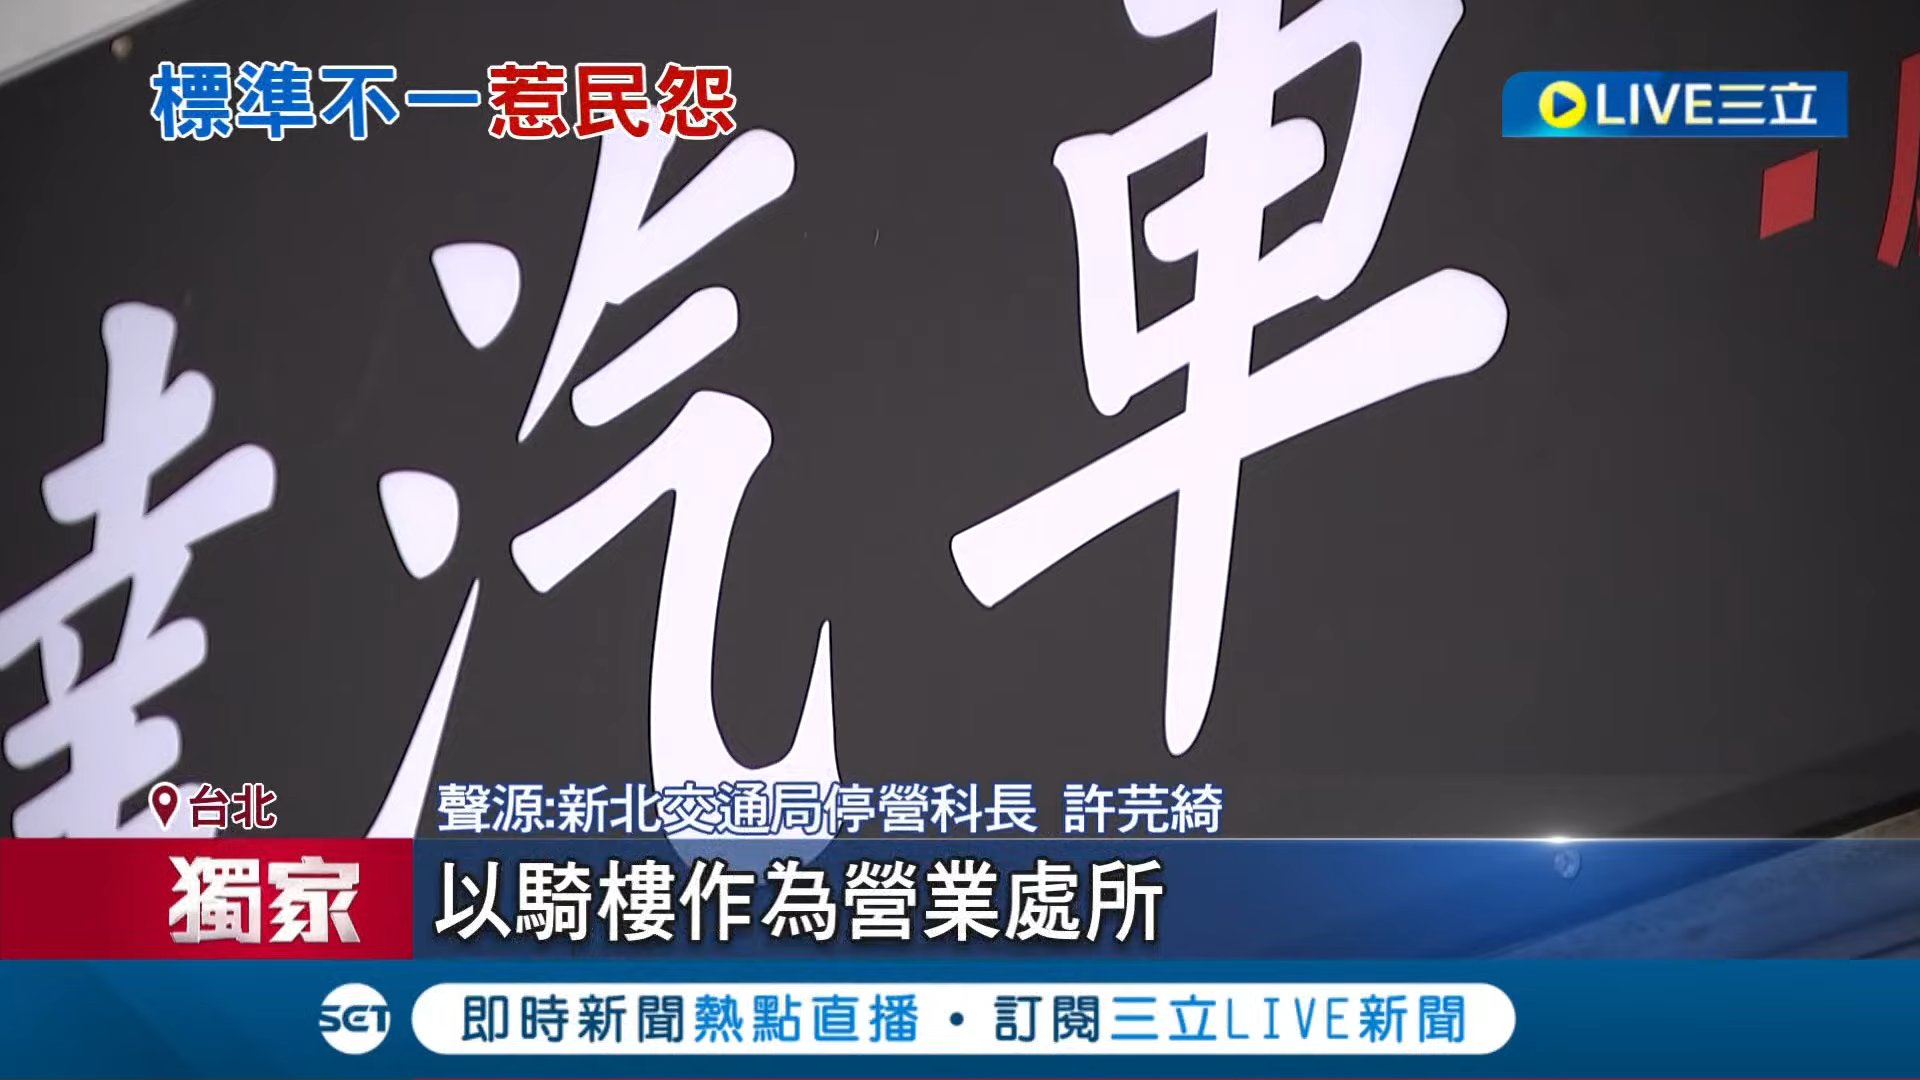 標準不一惹民怨
LIVE三立
達汽車
台北
聲源:新北交通局停營科長 許芫綺
獨家
以騎樓作為營業處所
SET
即時新聞熱點直播・訂閱三立LIVE新聞